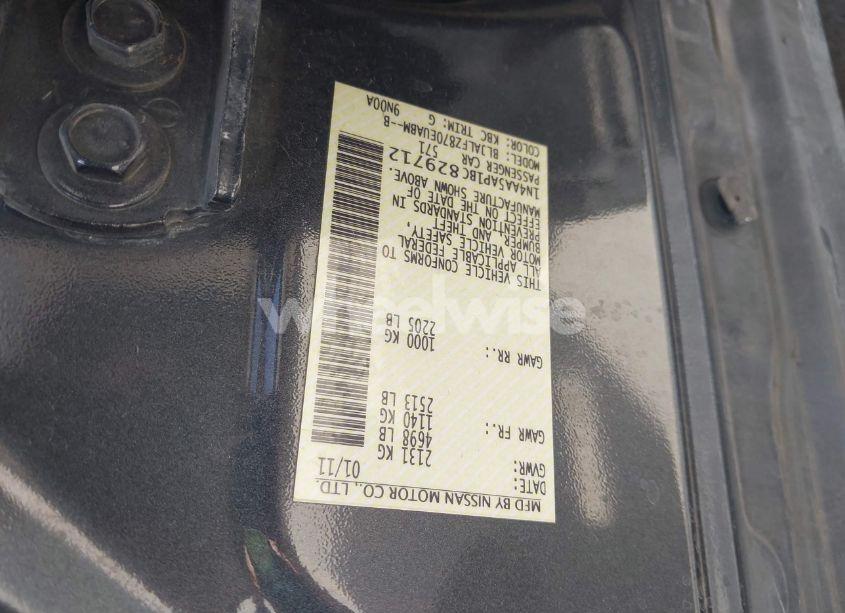 MFD BY NISSAN MOTOR CO., LTD.
DATE: 01/11
GVWR: 2131 KG
4698 LB
GAWR FR.: 1140 KG
2513 LB
GAWR RR.: 1000 KG
2205 LB
THIS VEHICLE CONFORMS TO
ALL APPLICABLE FEDERAL
MOTOR VEHICLE SAFETY,
BUMPER AND THEFT
PREVENTION STANDARDS IN
EFFECT ON THE DATE OF
MANUFACTURE SHOWN ABOVE.
1N4AA5AP1BC829712
PASSENGER CAR 571
MODEL: BLJALFZ870EUABM--B
COLOR: KBC TRIM: G 9N00A
wheelwise